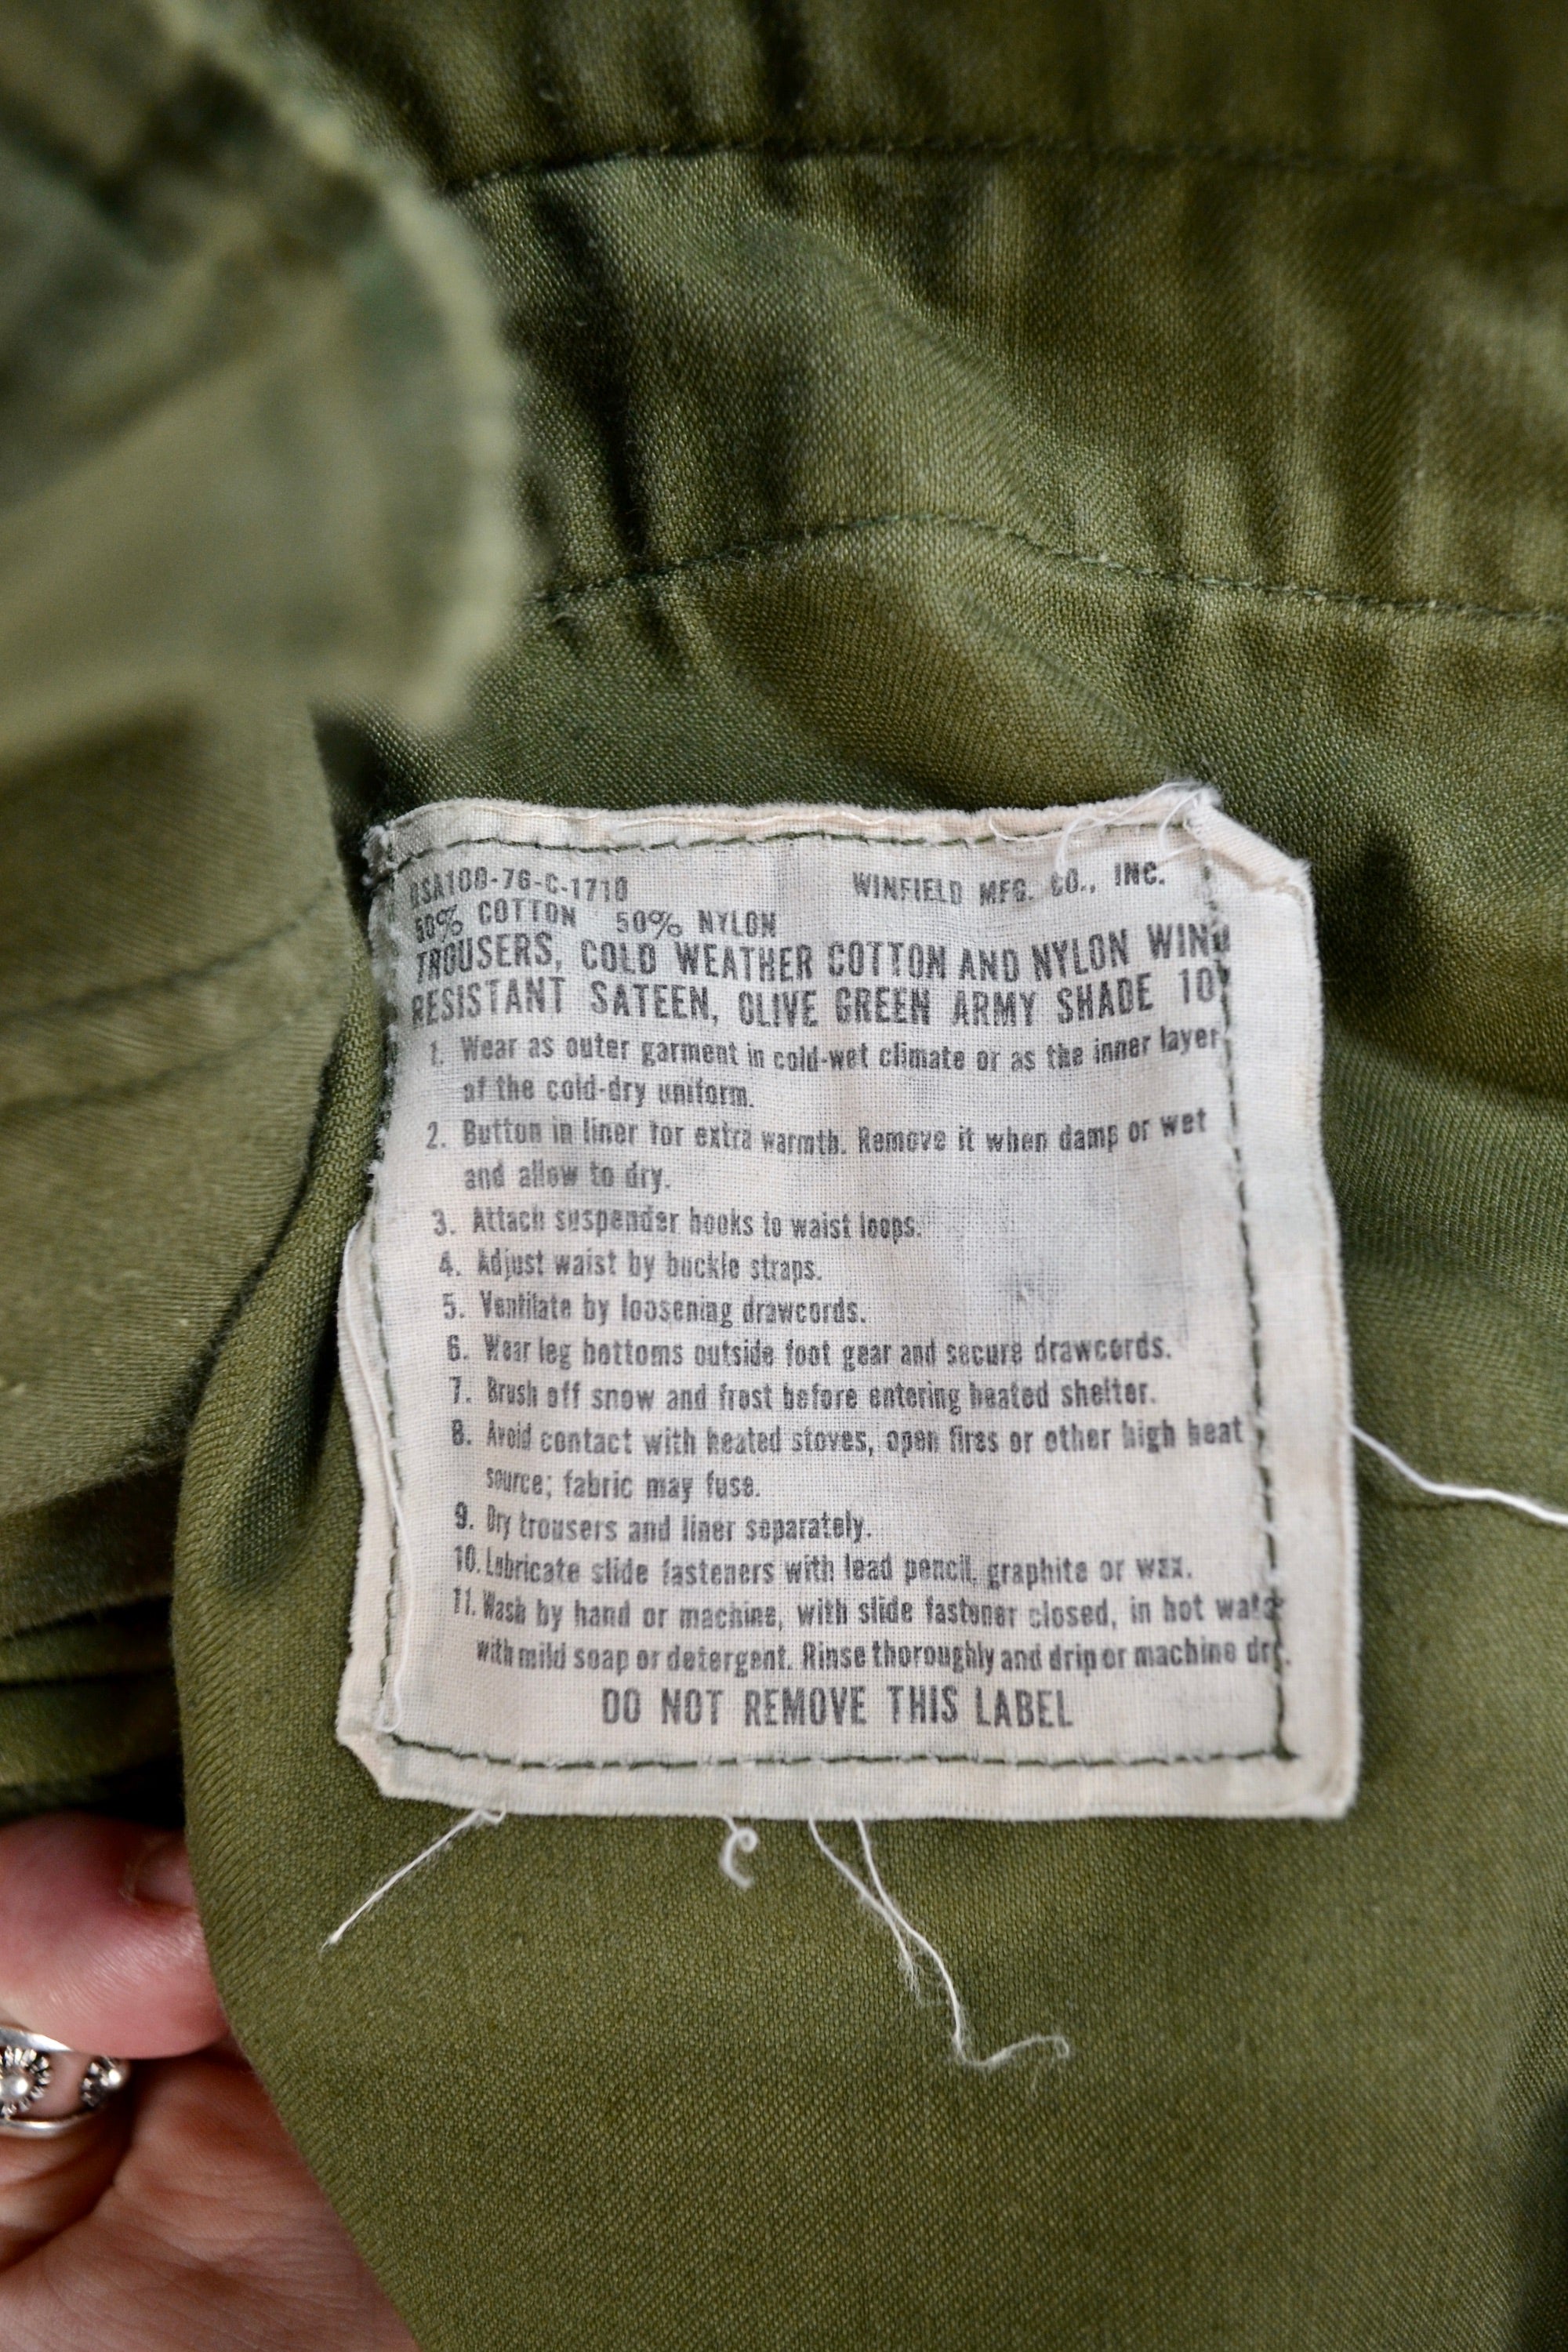 DSA100-76-C-1710 WINFIELD MFG. CO., INC.
50% COTTON 50% NYLON
TROUSERS, COLD WEATHER COTTON AND NYLON WIND
RESISTANT SATEEN, OLIVE GREEN ARMY SHADE 10
1. Wear as outer garment in cold-wet climate or as the inner layer
of the cold-dry uniform.
2. Button in liner for extra warmth. Remove it when damp or wet
and allow to dry.
3. Attach suspender hooks to waist loops.
4. Adjust waist by buckle straps.
5. Ventilate by loosening drawcords.
6. Wear leg bottoms outside foot gear and secure drawcords.
7. Brush off snow and frost before entering heated shelter.
8. Avoid contact with heated stoves, open fires or other high heat
source; fabric may fuse.
9. Dry trousers and liner separately.
10. Lubricate slide fasteners with lead pencil, graphite or wax.
11. Wash by hand or machine, with slide fastener closed, in hot water
with mild soap or detergent. Rinse thoroughly and drip or machine dry.
DO NOT REMOVE THIS LABEL